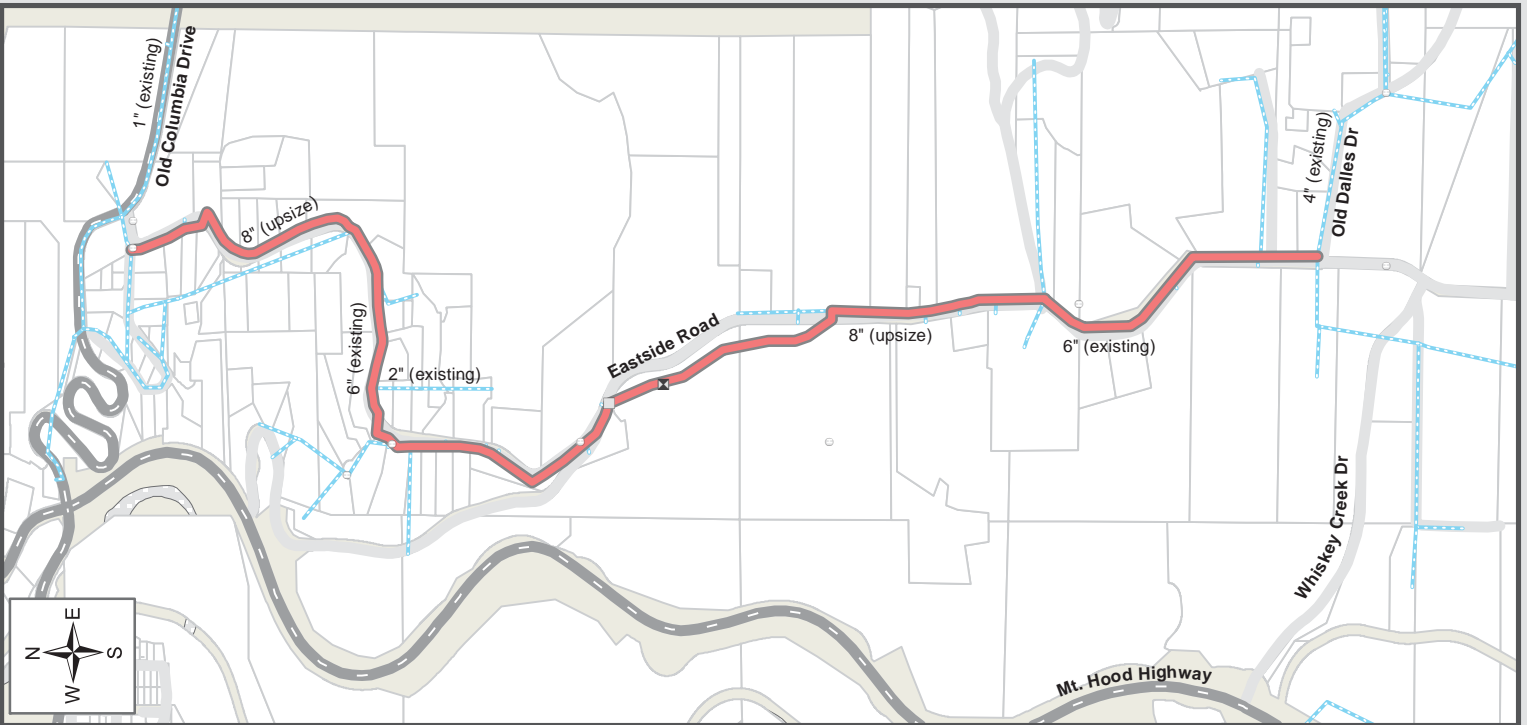 1" (existing)
Old Columbia Drive
8" (upsize)
6" (existing)
2" (existing)
Eastside Road
8" (upsize)
6" (existing)
4" (existing)
Old Dalles Dr
Whiskey Creek Dr
Mt. Hood Highway
E
N S
W